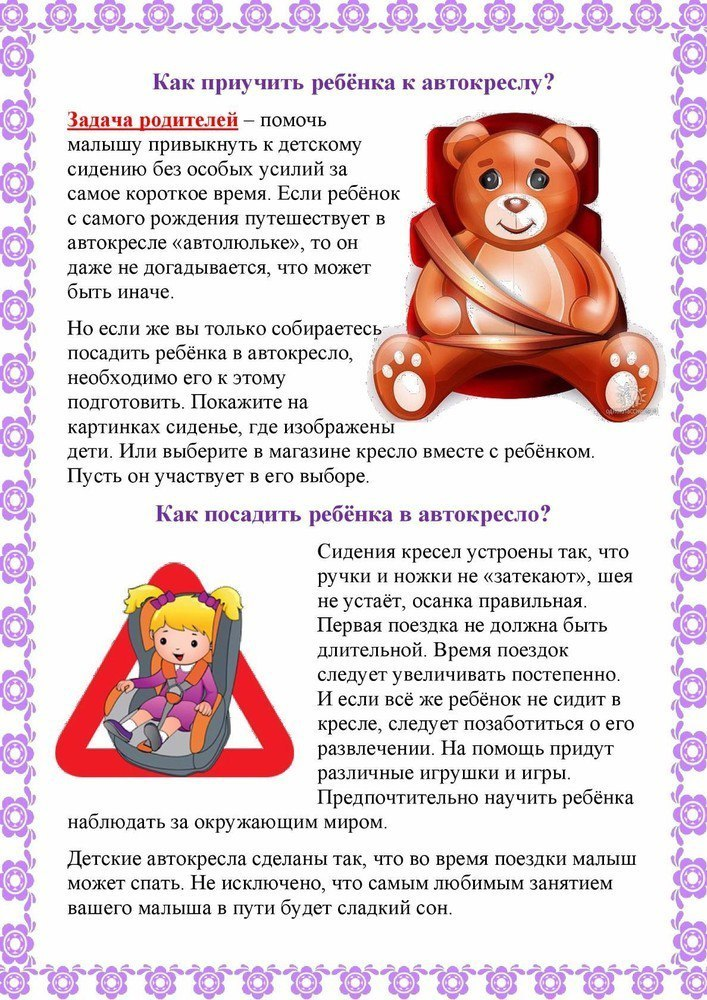 Как приучить ребёнка к автокреслу?
Задача родителей – помочь
малышу привыкнуть к детскому
сидению без особых усилий за
самое короткое время. Если ребёнок
с самого рождения путешествует в
автокресле «автолюльке», то он
даже не догадывается, что может
быть иначе.
Но если же вы только собираетесь
посадить ребёнка в автокресло,
необходимо его к этому
подготовить. Покажите на
картинках сиденье, где изображены
дети. Или выберите в магазине кресло вместе с ребёнком.
Пусть он участвует в его выборе.
Как посадить ребёнка в автокресло?
Сидения кресел устроены так, что
ручки и ножки не «затекают», шея
не устаёт, осанка правильная.
Первая поездка не должна быть
длительной. Время поездок
следует увеличивать постепенно.
И если всё же ребёнок не сидит в
кресле, следует позаботиться о его
развлечении. На помощь придут
различные игрушки и игры.
Предпочтительно научить ребёнка
наблюдать за окружающим миром.
Детские автокресла сделаны так, что во время поездки малыш
может спать. Не исключено, что самым любимым занятием
вашего малыша в пути будет сладкий сон.